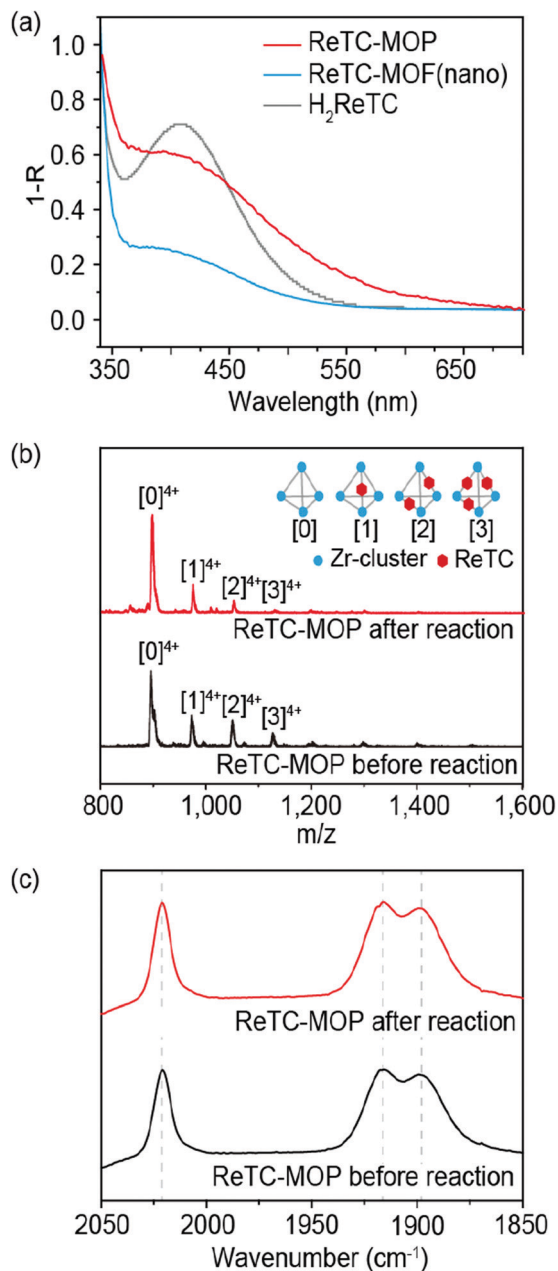 (a)
1.0
0.8
0.6
0.4
0.2
0.0
1-R
ReTC-MOP
ReTC-MOF(nano)
H₂ReTC
350 450 550 650
Wavelength (nm)
(b)
[0]⁴⁺
[1]⁴⁺
[2]⁴⁺
[3]⁴⁺
[0] [1] [2] [3]
Zr-cluster ReTC
ReTC-MOP after reaction
[0]⁴⁺
[1]⁴⁺
[2]⁴⁺
[3]⁴⁺
ReTC-MOP before reaction
800 1,000 1,200 1,400 1,600
m/z
(c)
ReTC-MOP after reaction
ReTC-MOP before reaction
2050 2000 1950 1900 1850
Wavenumber (cm⁻¹)